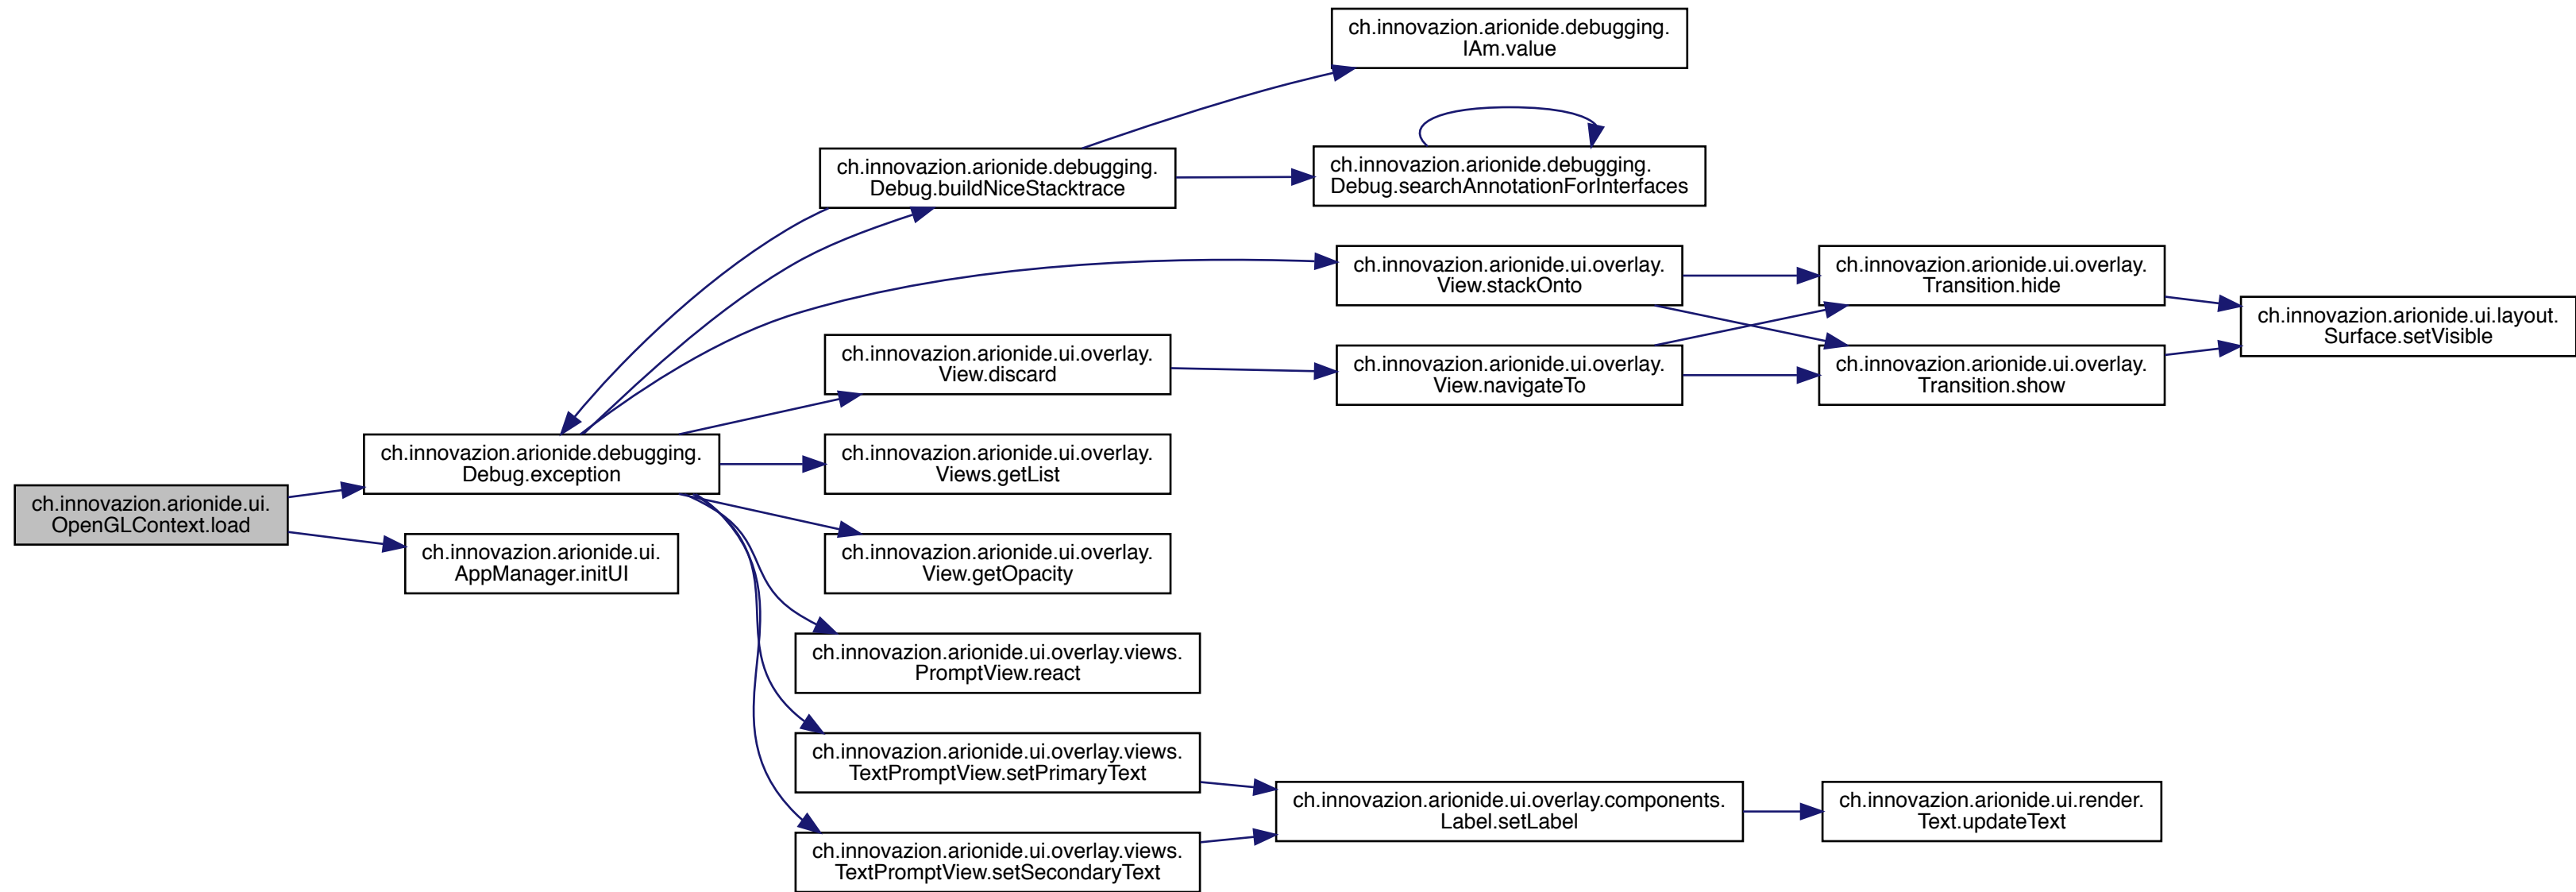 ch.innovazion.arionide.debugging.
IAm.value
ch.innovazion.arionide.debugging.
Debug.buildNiceStacktrace
ch.innovazion.arionide.debugging.
Debug.searchAnnotationForInterfaces
ch.innovazion.arionide.ui.overlay.
View.stackOnto
ch.innovazion.arionide.ui.overlay.
Transition.hide
ch.innovazion.arionide.ui.layout.
Surface.setVisible
ch.innovazion.arionide.ui.overlay.
View.discard
ch.innovazion.arionide.ui.overlay.
View.navigateTo
ch.innovazion.arionide.ui.overlay.
Transition.show
ch.innovazion.arionide.debugging.
Debug.exception
ch.innovazion.arionide.ui.overlay.
Views.getList
ch.innovazion.arionide.ui.
OpenGLContext.load
ch.innovazion.arionide.ui.
AppManager.initUI
ch.innovazion.arionide.ui.overlay.
View.getOpacity
ch.innovazion.arionide.ui.overlay.views.
PromptView.react
ch.innovazion.arionide.ui.overlay.views.
TextPromptView.setPrimaryText
ch.innovazion.arionide.ui.overlay.components.
Label.setLabel
ch.innovazion.arionide.ui.render.
Text.updateText
ch.innovazion.arionide.ui.overlay.views.
TextPromptView.setSecondaryText